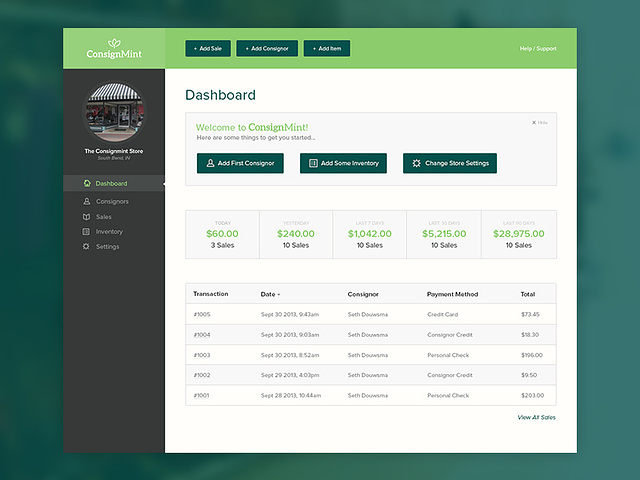 ConsignMint
+ Add Sale
+ Add Consignor
+ Add Item
Help / Support
The Consignmint Store
South Bend, IN
Dashboard
Consignors
Sales
Inventory
Settings
Dashboard
Welcome to ConsignMint!
X Hide
Here are some things to get you started...
Add First Consignor
Add Some Inventory
Change Store Settings
TODAY
$60.00
3 Sales
YESTERDAY
$240.00
10 Sales
LAST 7 DAYS
$1,042.00
10 Sales
LAST 30 DAYS
$5,215.00
10 Sales
LAST 90 DAYS
$28,975.00
10 Sales
Transaction Date Consignor Payment Method Total
#1005 Sept 30 2013, 9:43am Seth Douwsma Credit Card $73.45
#1004 Sept 30 2013, 9:03am Seth Douwsma Consignor Credit $18.30
#1003 Sept 30 2013, 8:52am Seth Douwsma Personal Check $196.00
#1002 Sept 29 2013, 4:03pm Seth Douwsma Consignor Credit $9.50
#1001 Sept 28 2013, 10:44am Seth Douwsma Personal Check $203.00
View All Sales